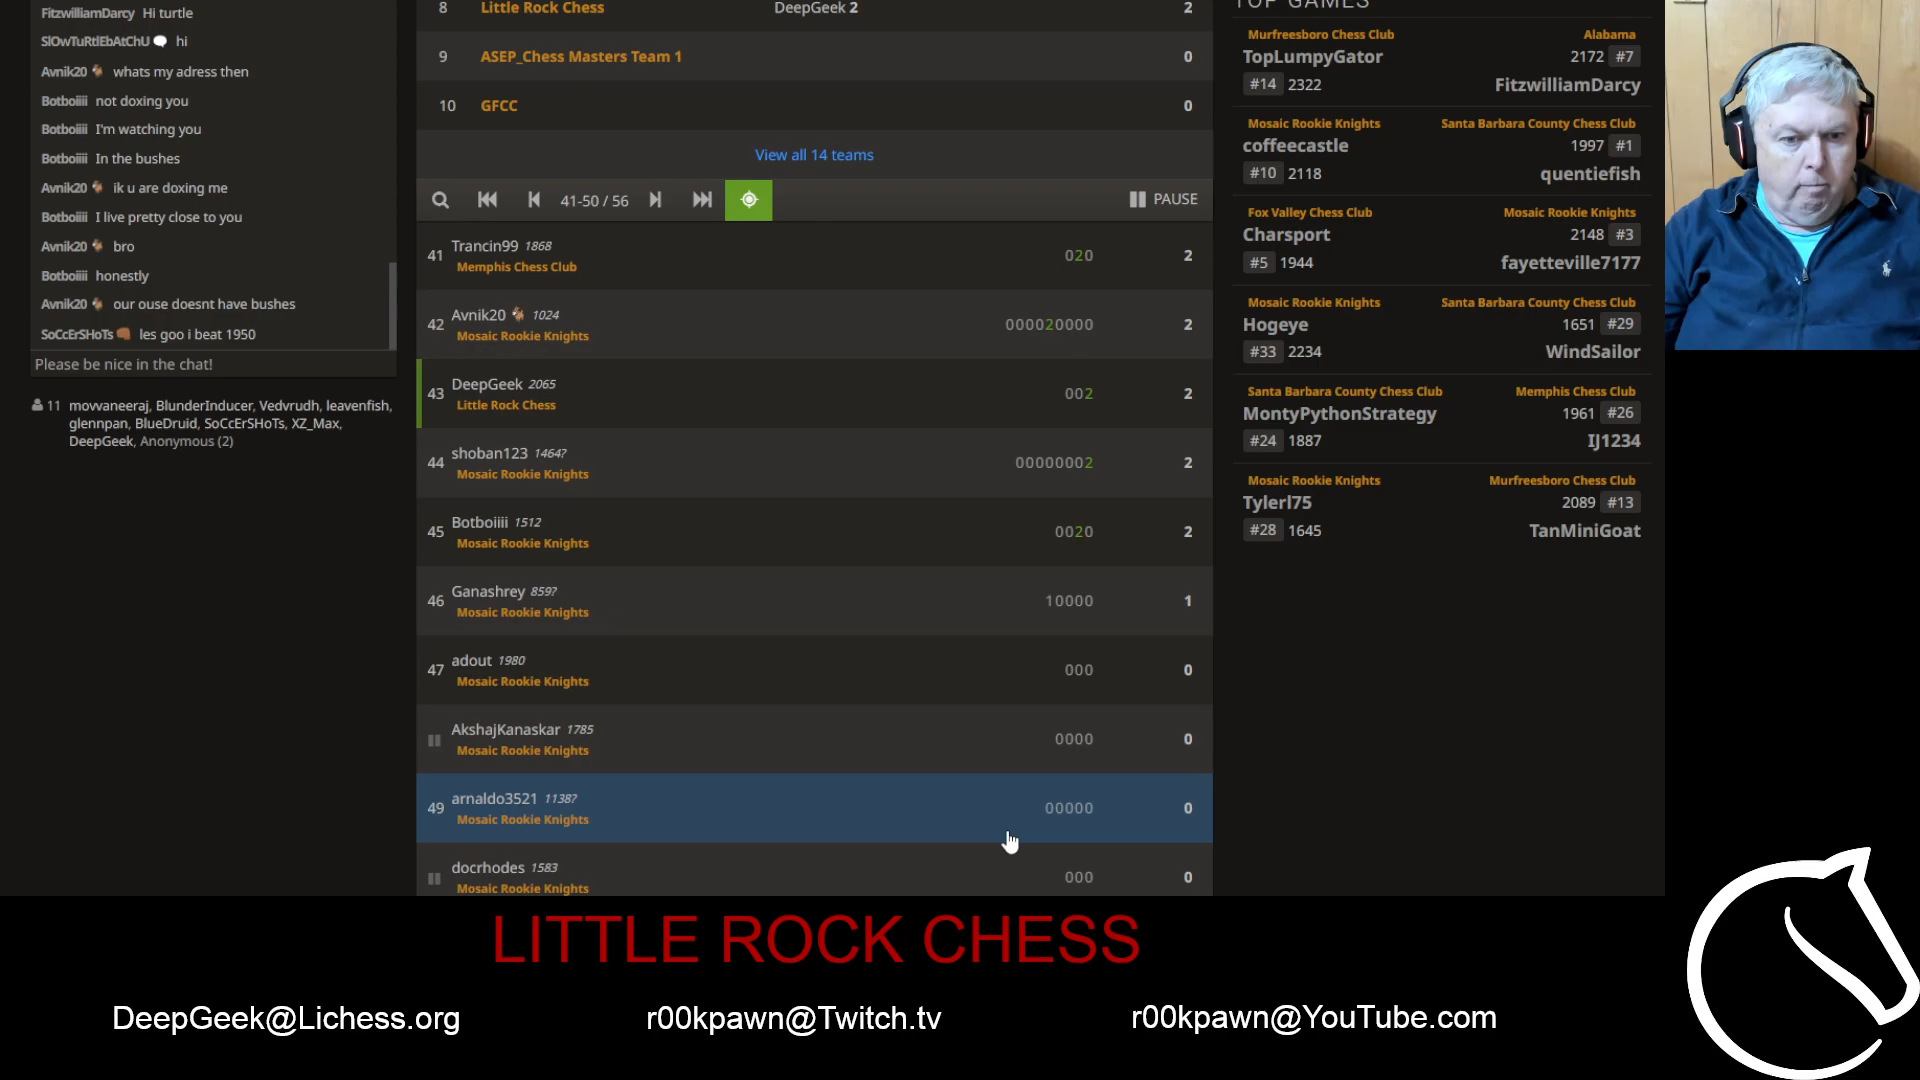 FitzwilliamDarcy Hi turtle
SlOwTuRtlEbAtChU hi
Avnik20 whats my adress then
Botboiiii not doxing you
Botboiiii I'm watching you
Botboiiii In the bushes
Avnik20 ik u are doxing me
Botboiiii I live pretty close to you
Avnik20 bro
Botboiiii honestly
Avnik20 our ouse doesnt have bushes
SoCcErSHoTs les goo i beat 1950
Please be nice in the chat!
11 movvaneeraj, BlunderInducer, Vedvrudh, leavenfish,
glennpan, BlueDruid, SoCcErSHoTs, XZ_Max,
DeepGeek, Anonymous (2)
8 Little Rock Chess DeepGeek 2 2
9 ASEP_Chess Masters Team 1 0
10 GFCC 0
View all 14 teams
41-50 / 56 PAUSE
41 Trancin99 1868 020 2
Memphis Chess Club
42 Avnik20 1024 000020000 2
Mosaic Rookie Knights
43 DeepGeek 2065 002 2
Little Rock Chess
44 shoban123 1464? 00000002 2
Mosaic Rookie Knights
45 Botboiiii 1512 0020 2
Mosaic Rookie Knights
46 Ganashrey 859? 10000 1
Mosaic Rookie Knights
47 adout 1980 000 0
Mosaic Rookie Knights
AkshajKanaskar 1785 0000 0
Mosaic Rookie Knights
49 arnaldo3521 1138? 00000 0
Mosaic Rookie Knights
docrhodes 1583 000 0
Mosaic Rookie Knights
TOP GAMES
Murfreesboro Chess Club Alabama
TopLumpyGator 2172 #7
#14 2322 FitzwilliamDarcy
Mosaic Rookie Knights Santa Barbara County Chess Club
coffeecastle 1997 #1
#10 2118 quentiefish
Fox Valley Chess Club Mosaic Rookie Knights
Charsport 2148 #3
#5 1944 fayetteville7177
Mosaic Rookie Knights Santa Barbara County Chess Club
Hogeye 1651 #29
#33 2234 WindSailor
Santa Barbara County Chess Club Memphis Chess Club
MontyPythonStrategy 1961 #26
#24 1887 IJ1234
Mosaic Rookie Knights Murfreesboro Chess Club
Tylerl75 2089 #13
#28 1645 TanMiniGoat
LITTLE ROCK CHESS
DeepGeek@Lichess.org r00kpawn@Twitch.tv r00kpawn@YouTube.com